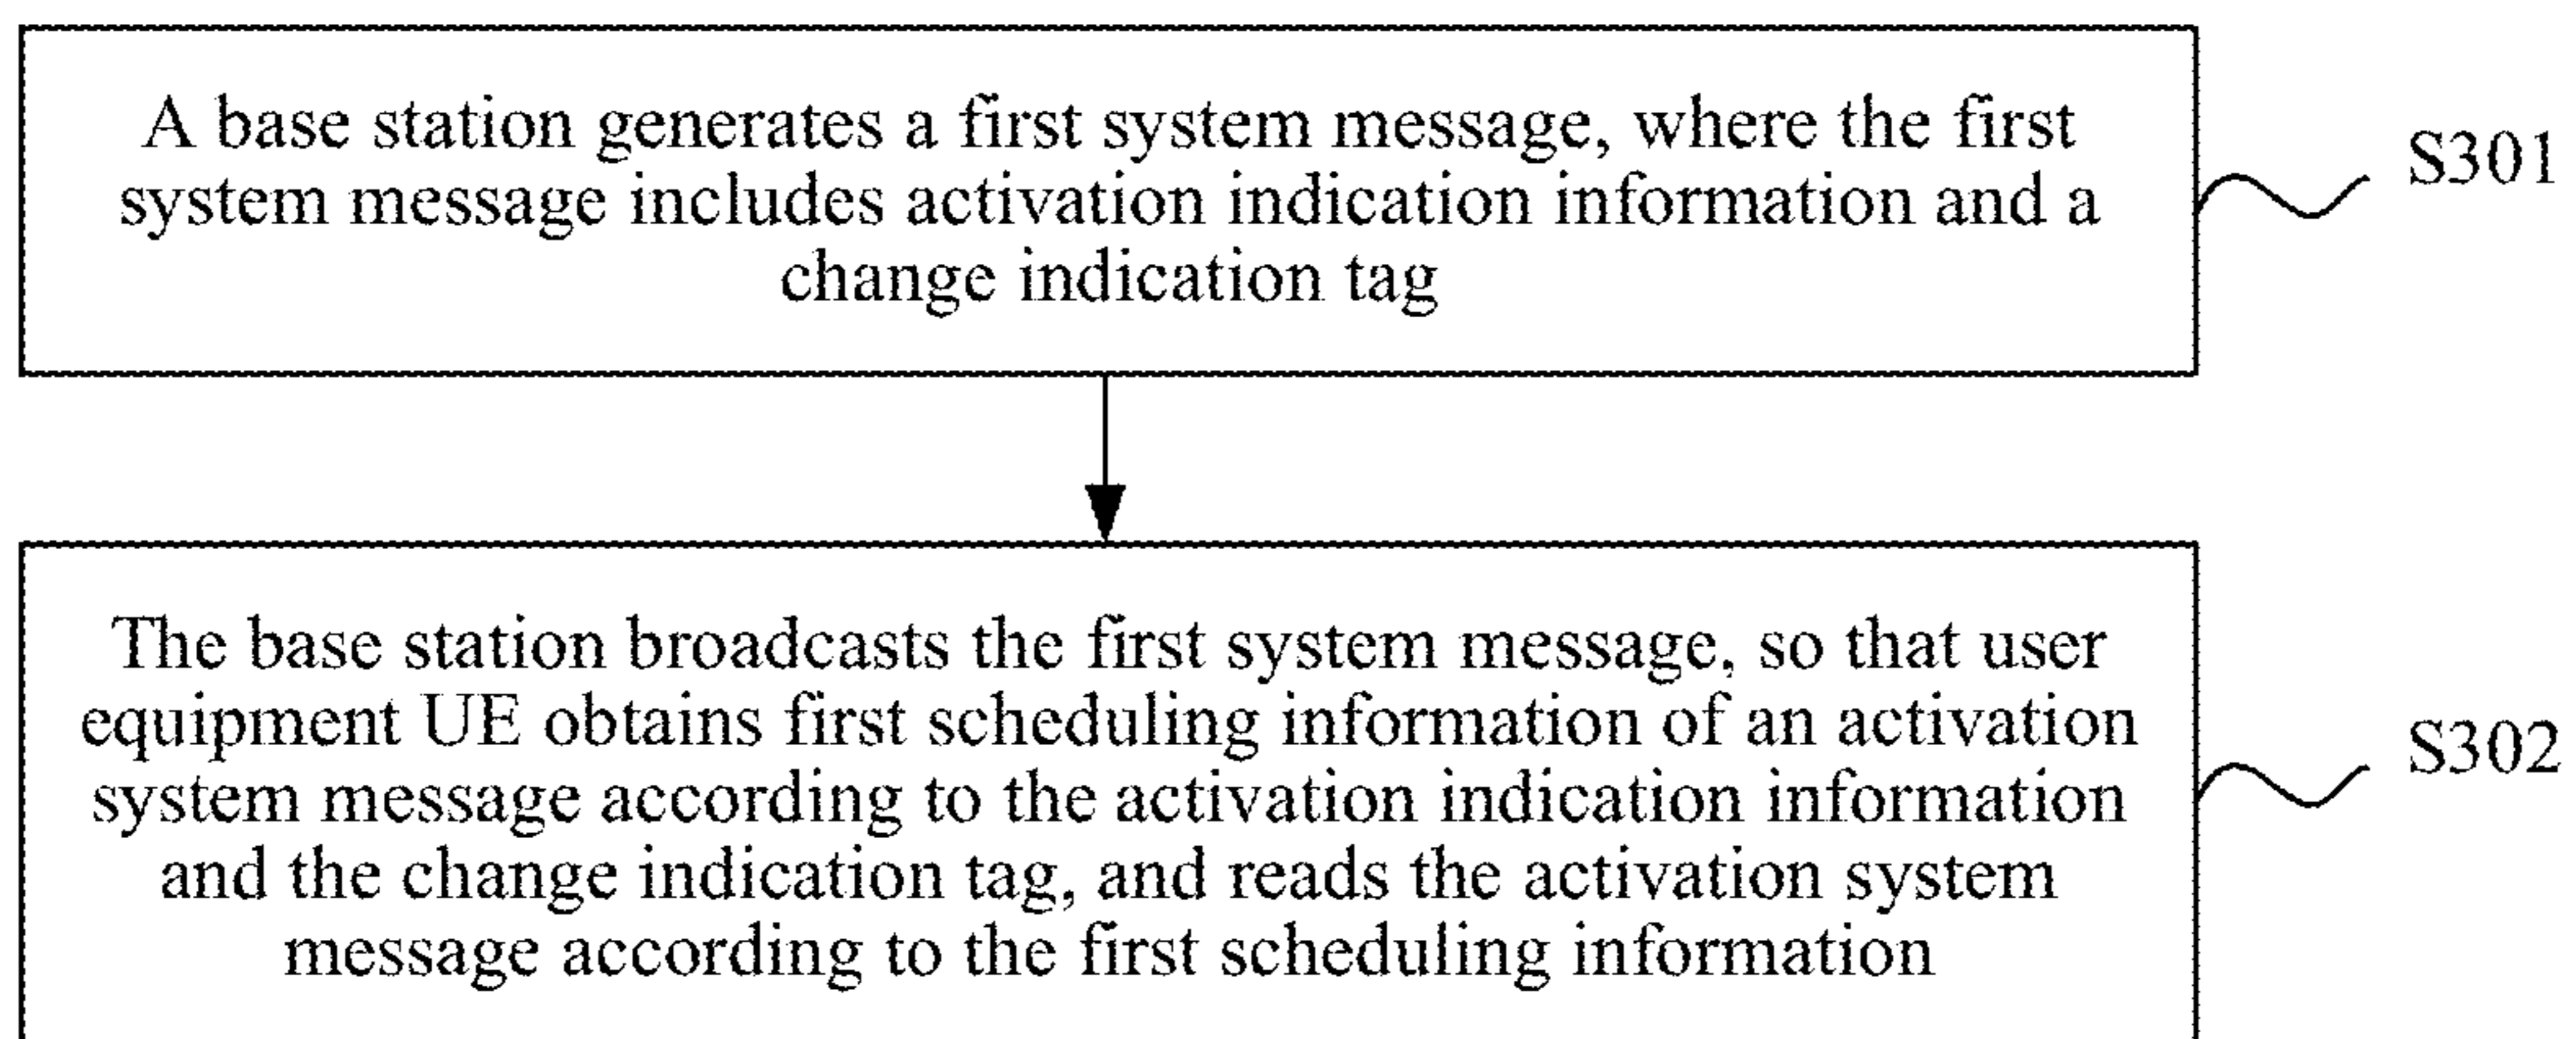 A base station generates a first system message, where the first
system message includes activation indication information and a
change indication tag
S301
The base station broadcasts the first system message, so that user
equipment UE obtains first scheduling information of an activation
system message according to the activation indication information
and the change indication tag, and reads the activation system
message according to the first scheduling information
S302